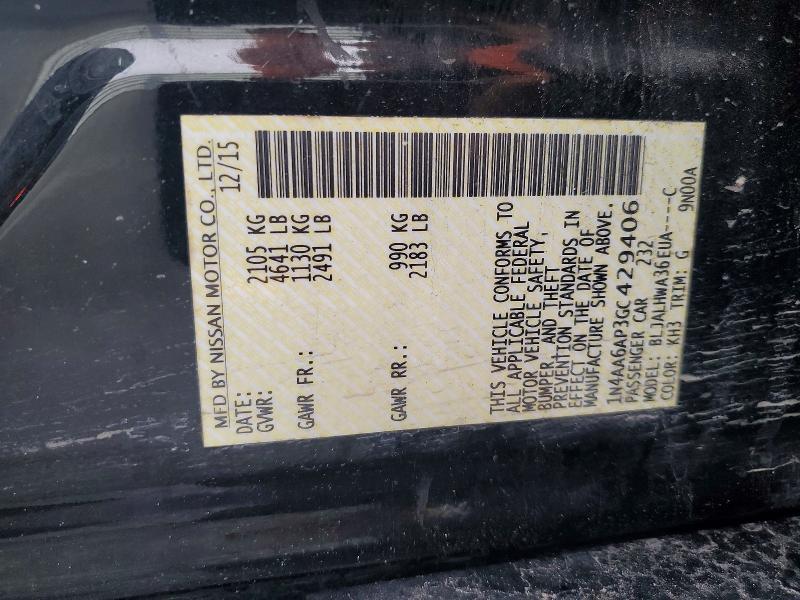 MFD BY NISSAN MOTOR CO., LTD.
DATE: 12/15
GVWR: 2105 KG
4641 LB
GAWR FR.: 1130 KG
2491 LB
GAWR RR.: 990 KG
2183 LB
THIS VEHICLE CONFORMS TO
ALL APPLICABLE FEDERAL
MOTOR VEHICLE SAFETY,
BUMPER, AND THEFT
PREVENTION STANDARDS IN
EFFECT ON THE DATE OF
MANUFACTURE SHOWN ABOVE.
1N4AA6AP3GC429406
PASSENGER CAR 232
MODEL: BLJALHWA36EUA----C
COLOR: KH3 TRIM: G 9N00A